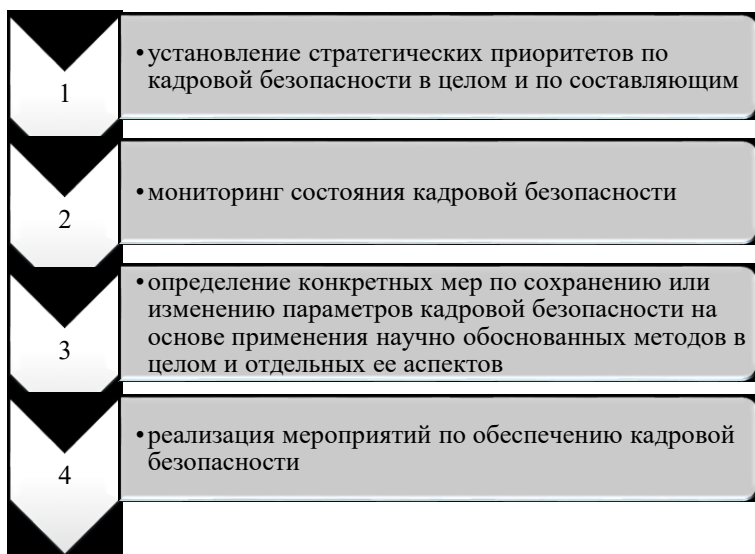 1
•установление стратегических приоритетов по
кадровой безопасности в целом и по составляющим
2
•мониторинг состояния кадровой безопасности
3
•определение конкретных мер по сохранению или
изменению параметров кадровой безопасности на
основе применения научно обоснованных методов в
целом и отдельных ее аспектов
4
•реализация мероприятий по обеспечению кадровой
безопасности